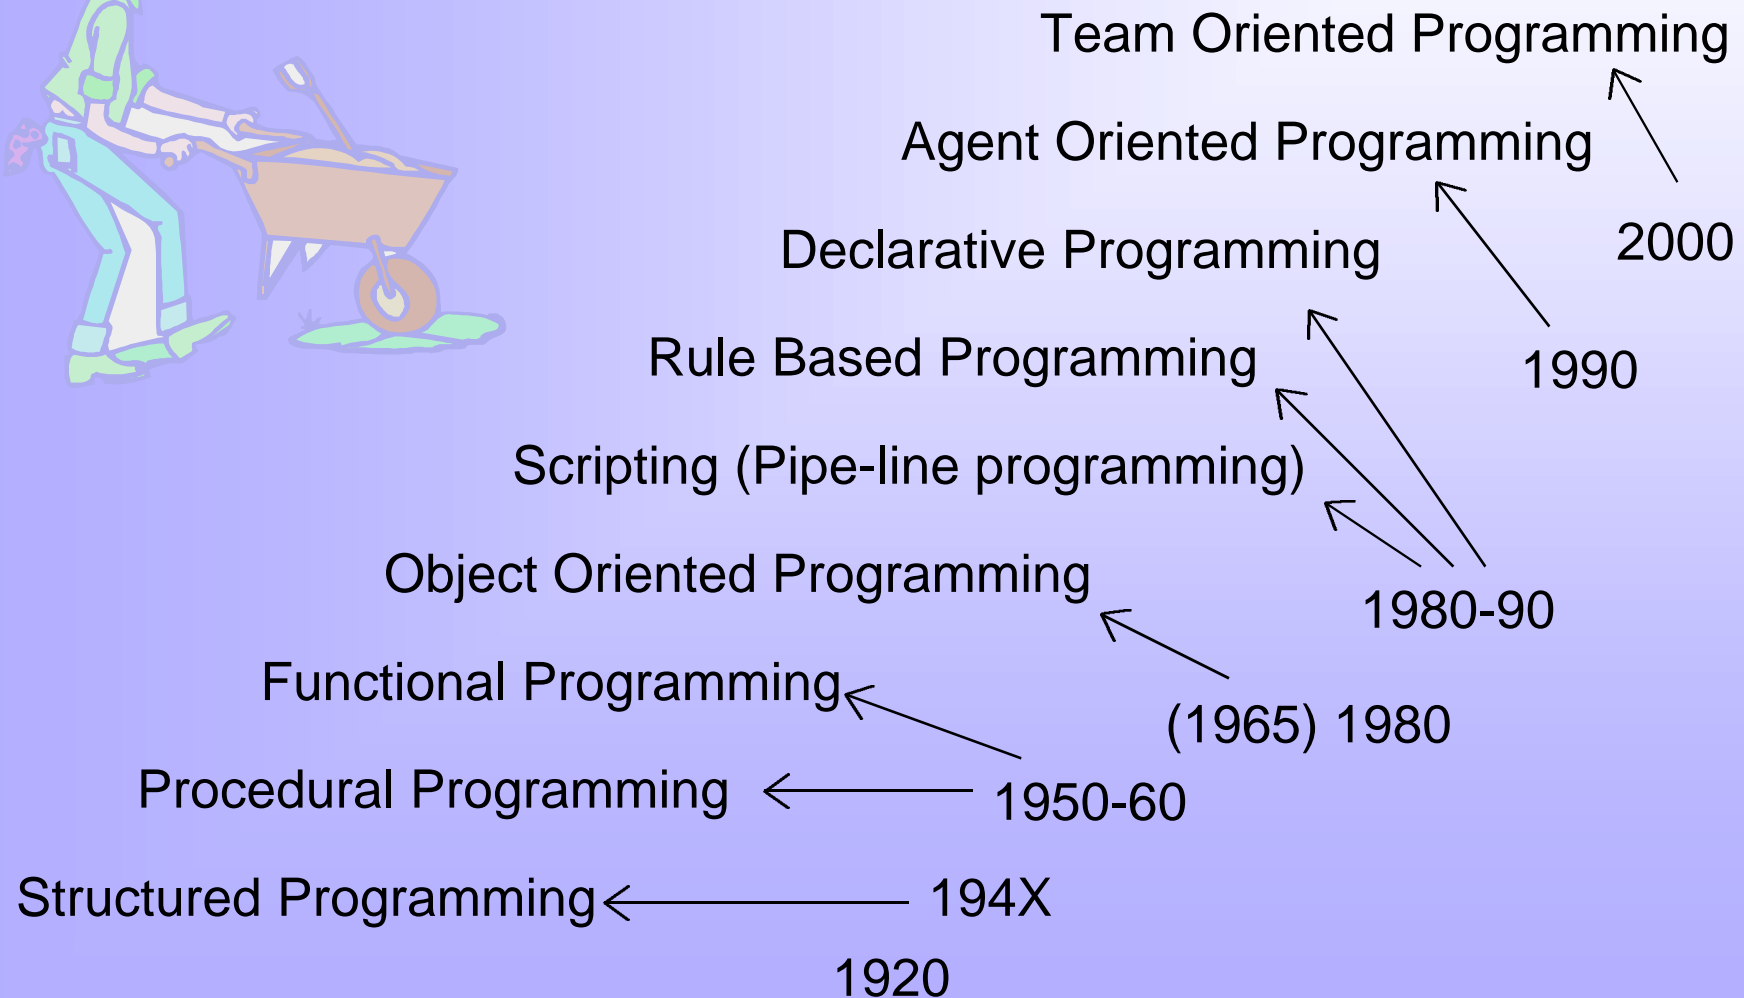 Team Oriented Programming
Agent Oriented Programming
2000
Declarative Programming
Rule Based Programming
1990
Scripting (Pipe-line programming)
Object Oriented Programming
1980-90
Functional Programming
(1965) 1980
Procedural Programming
1950-60
Structured Programming
194X
1920